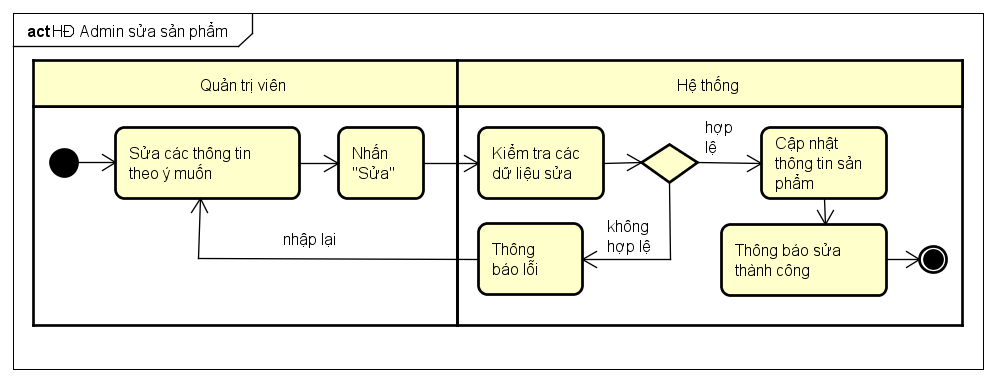 act HĐ Admin sửa sản phẩm
Quản trị viên
Hệ thống
Sửa các thông tin
theo ý muốn
Nhấn
"Sửa"
Kiểm tra các
dữ liệu sửa
hợp
lệ
Cập nhật
thông tin sản
phẩm
nhập lại
Thông
báo lỗi
không
hợp lệ
Thông báo sửa
thành công